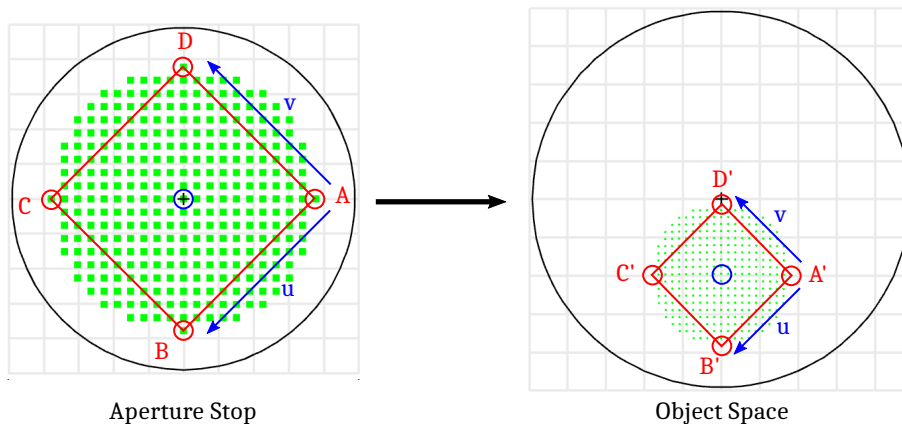 D
v
C
A
u
B
Aperture Stop
D'
v
C'
A'
u
B'
Object Space